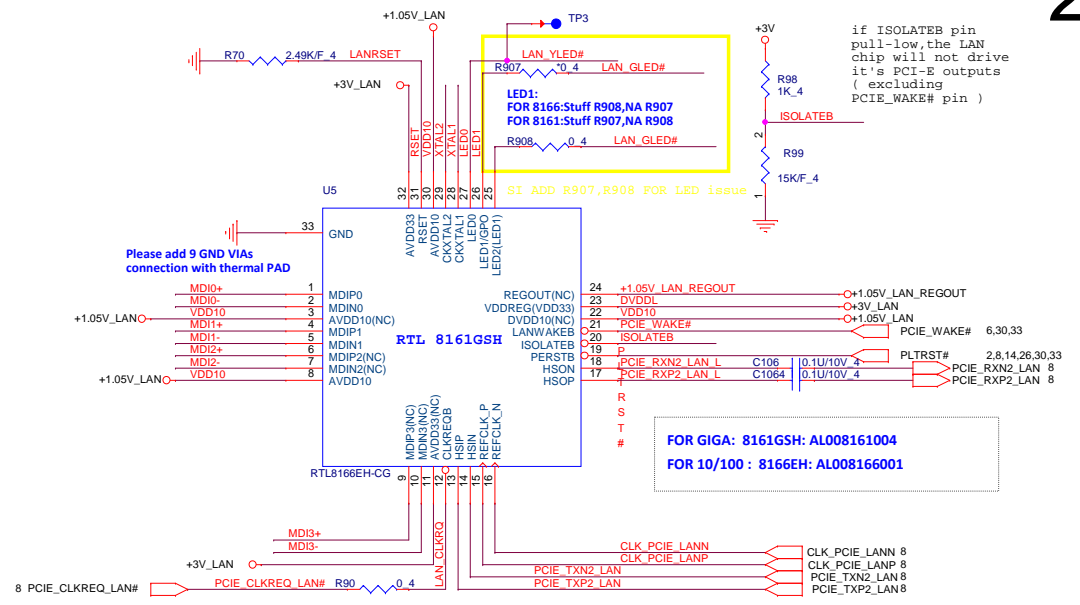 2
+1.05V_LAN
TP3
R70 2.49K/F_4 LANRSET
+3V_LAN
LAN_YLED#
R907 *0_4 LAN_GLED#
LED1:
FOR 8166:Stuff R908,NA R907
FOR 8161:Stuff R907,NA R908
R908 0_4 LAN_GLED#
SI ADD R907,R908 FOR LED issue
+3V
R98
1K_4
ISOLATEB
2
R99
15K/F_4
1
if ISOLATEB pin
pull-low,the LAN
chip will not drive
it's PCI-E outputs
( excluding
PCIE_WAKE# pin )
RSET
VDD10
XTAL2
XTAL1
LED0
LED1
U5
32 31 30 29 28 27 26 25
AVDD33
RSET
AVDD10
CKXTAL2
CKXTAL1
LED0
LED1/GPO
LED2(LED1)
33 GND
Please add 9 GND VIAs
connection with thermal PAD
MDI0+ 1 MDIP0
MDI0- 2 MDIN0
+1.05V_LAN VDD10 3 AVDD10(NC)
MDI1+ 4 MDIP1
MDI1- 5 MDIN1
MDI2+ 6 MDIP2(NC)
MDI2- 7 MDIN2(NC)
+1.05V_LAN VDD10 8 AVDD10
RTL 8161GSH
REGOUT(NC) 24 +1.05V_LAN_REGOUT +1.05V_LAN_REGOUT
VDDREG(VDD33) 23 DVDDL +3V_LAN
DVDD10(NC) 22 VDD10 +1.05V_LAN
LANWAKEB 21 PCIE_WAKE# PCIE_WAKE# 6,30,33
ISOLATEB 20 ISOLATEB
PERSTB 19 PLTRST# PLTRST# 2,8,14,26,30,33
HSON 18 PCIE_RXN2_LAN_L C106 0.1U/10V_4 PCIE_RXN2_LAN 8
HSOP 17 PCIE_RXP2_LAN_L C1064 0.1U/10V_4 PCIE_RXP2_LAN 8
MDIP3(NC)
MDIN3(NC)
AVDD33(NC)
CLKREQB
HSIP
HSIN
REFCLK_P
REFCLK_N
RTL8166EH-CG
9 10 11 12 13 14 15 16
FOR GIGA: 8161GSH: AL008161004
FOR 10/100 : 8166EH: AL008166001
MDI3+
MDI3-
+3V_LAN
LAN_CLKRQ
8 PCIE_CLKREQ_LAN# PCIE_CLKREQ_LAN# R90 0_4
CLK_PCIE_LANN CLK_PCIE_LANN 8
CLK_PCIE_LANP CLK_PCIE_LANP 8
PCIE_TXN2_LAN PCIE_TXN2_LAN 8
PCIE_TXP2_LAN PCIE_TXP2_LAN 8